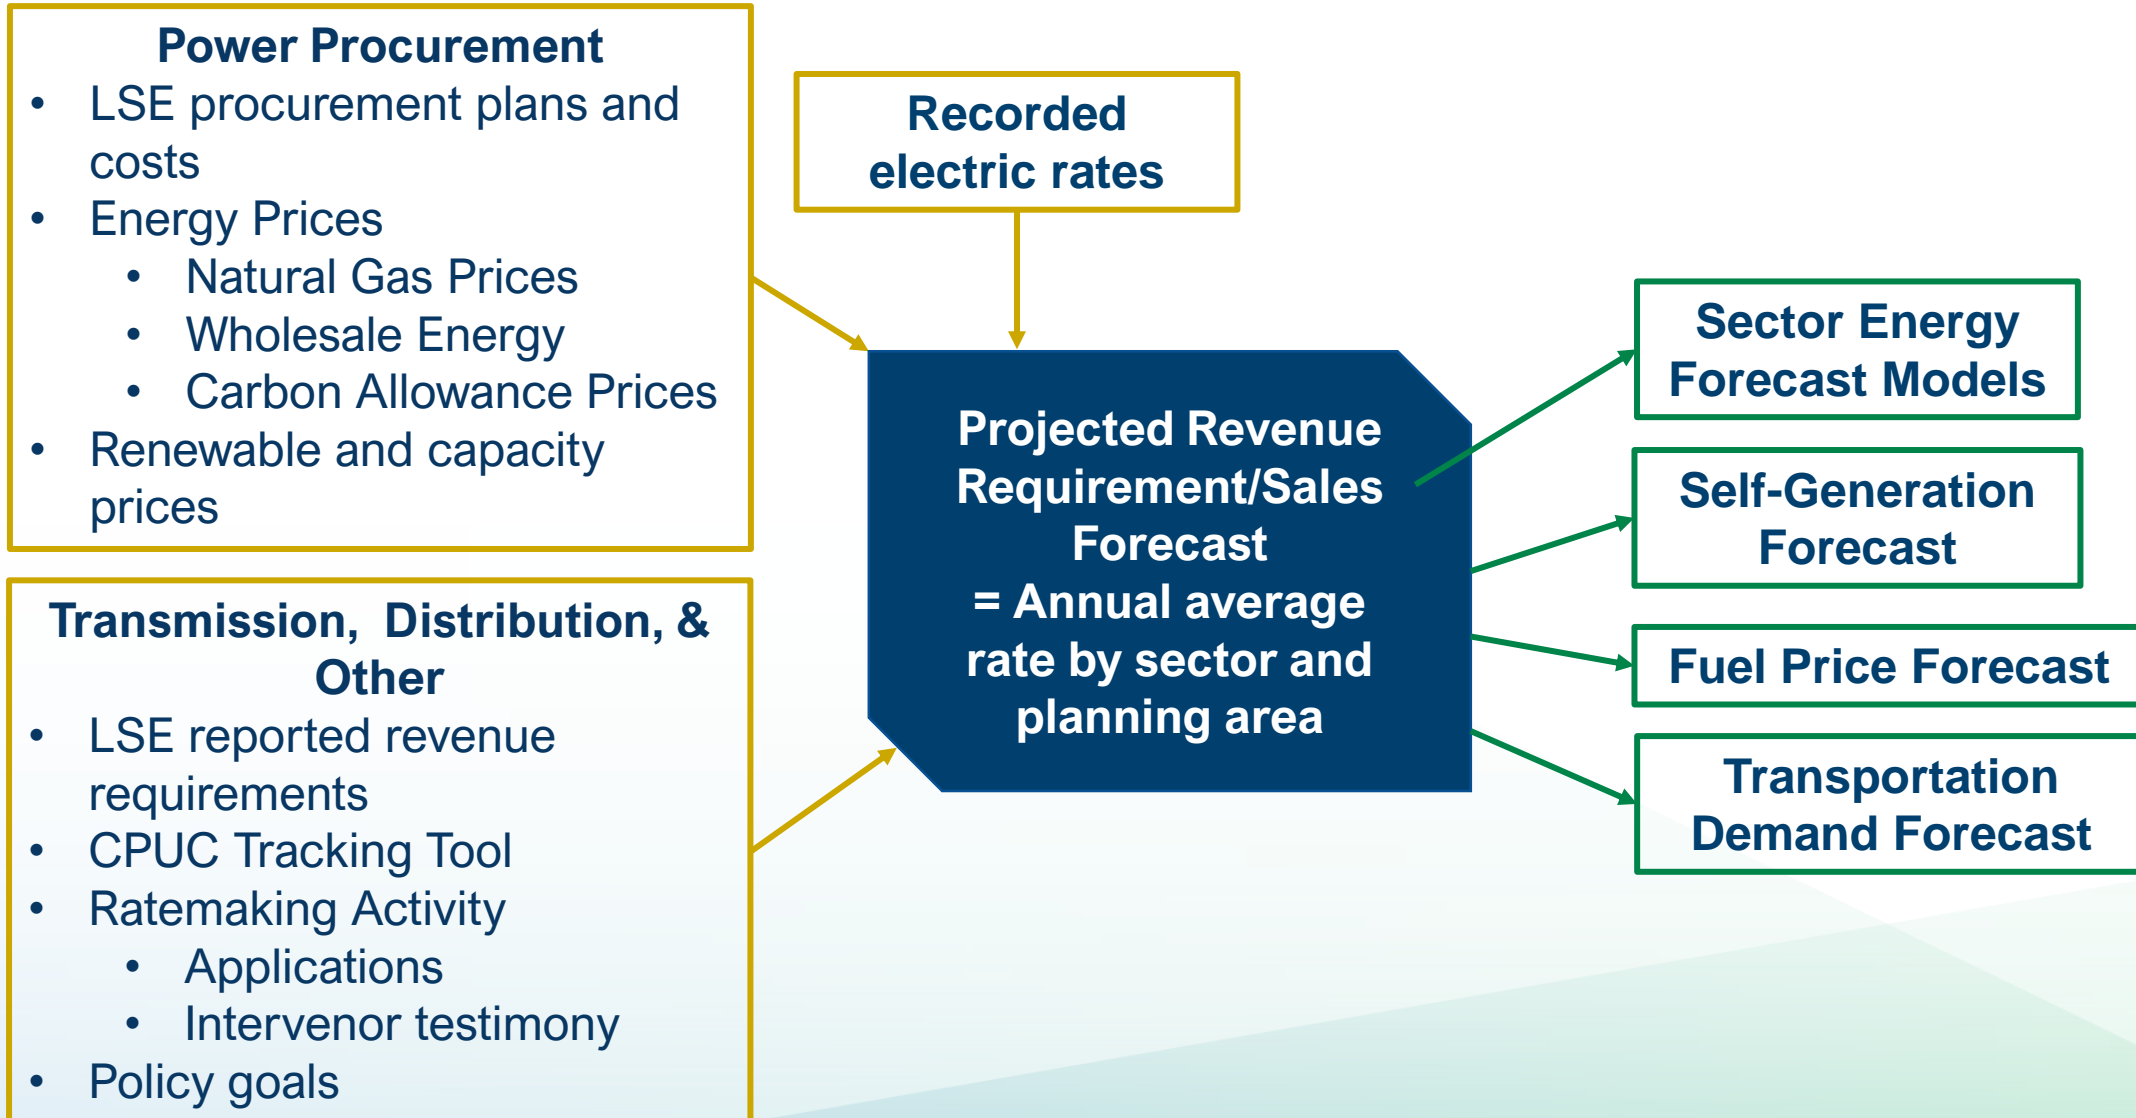 Power Procurement
• LSE procurement plans and
costs
• Energy Prices
• Natural Gas Prices
• Wholesale Energy
• Carbon Allowance Prices
• Renewable and capacity
prices
Transmission, Distribution, &
Other
• LSE reported revenue
requirements
• CPUC Tracking Tool
• Ratemaking Activity
• Applications
• Intervenor testimony
• Policy goals
Recorded
electric rates
Projected Revenue
Requirement/Sales
Forecast
= Annual average
rate by sector and
planning area
Sector Energy
Forecast Models
Self-Generation
Forecast
Fuel Price Forecast
Transportation
Demand Forecast